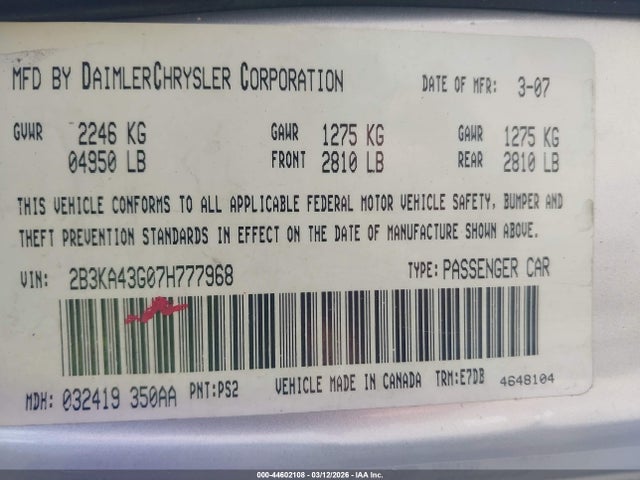 MFD BY DAIMLERCHRYSLER CORPORATION DATE OF MFR: 3-07
GVWR 2246 KG GAWR 1275 KG GAWR 1275 KG
04950 LB FRONT 2810 LB REAR 2810 LB
THIS VEHICLE CONFORMS TO ALL APPLICABLE FEDERAL MOTOR VEHICLE SAFETY, BUMPER AND
THEFT PREVENTION STANDARDS IN EFFECT ON THE DATE OF MANUFACTURE SHOWN ABOVE.
VIN: 2B3KA43G07H777968 TYPE: PASSENGER CAR
MDH: 032419 350AA PNT:PS2 VEHICLE MADE IN CANADA TRM:E7DB 4648104
000-44602108 - 03/12/2026 - IAA Inc.